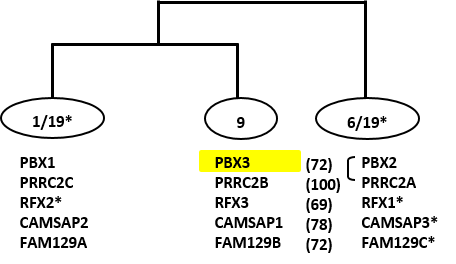 1/19* 9 6/19*
PBX1 PBX3 (72) PBX2
PRRC2C PRRC2B (100) PRRC2A
RFX2* RFX3 (69) RFX1*
CAMSAP2 CAMSAP1 (78) CAMSAP3*
FAM129A FAM129B (72) FAM129C*